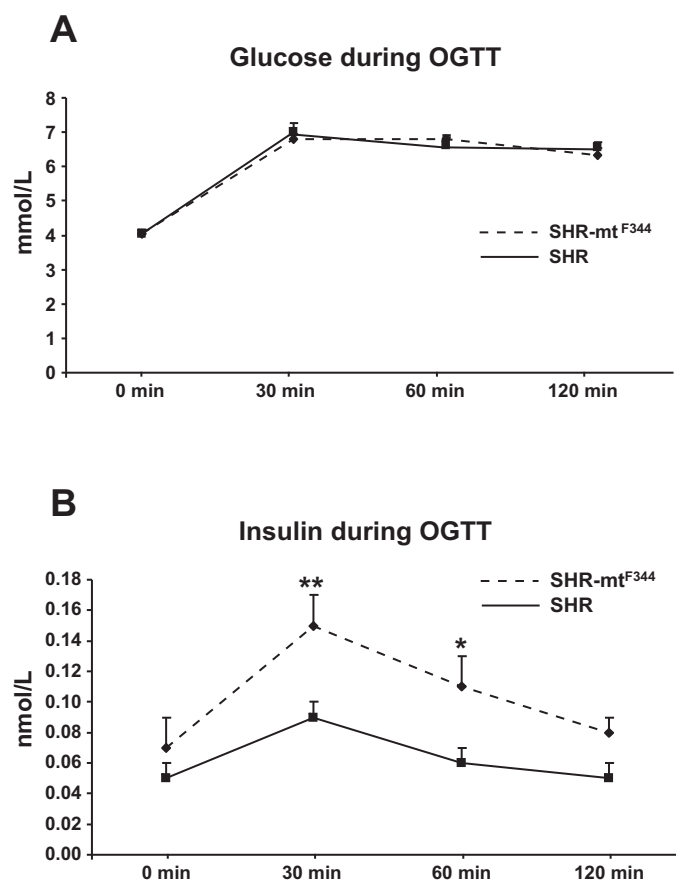 A
Glucose during OGTT
8
7
6
5
4
3
2
1
0
mmol/L
SHR-mt F344
SHR
0 min 30 min 60 min 120 min
B
Insulin during OGTT
0.18
0.16
0.14
0.12
0.10
0.08
0.06
0.04
0.02
0.00
nmol/L
**
*
SHR-mtF344
SHR
0 min 30 min 60 min 120 min